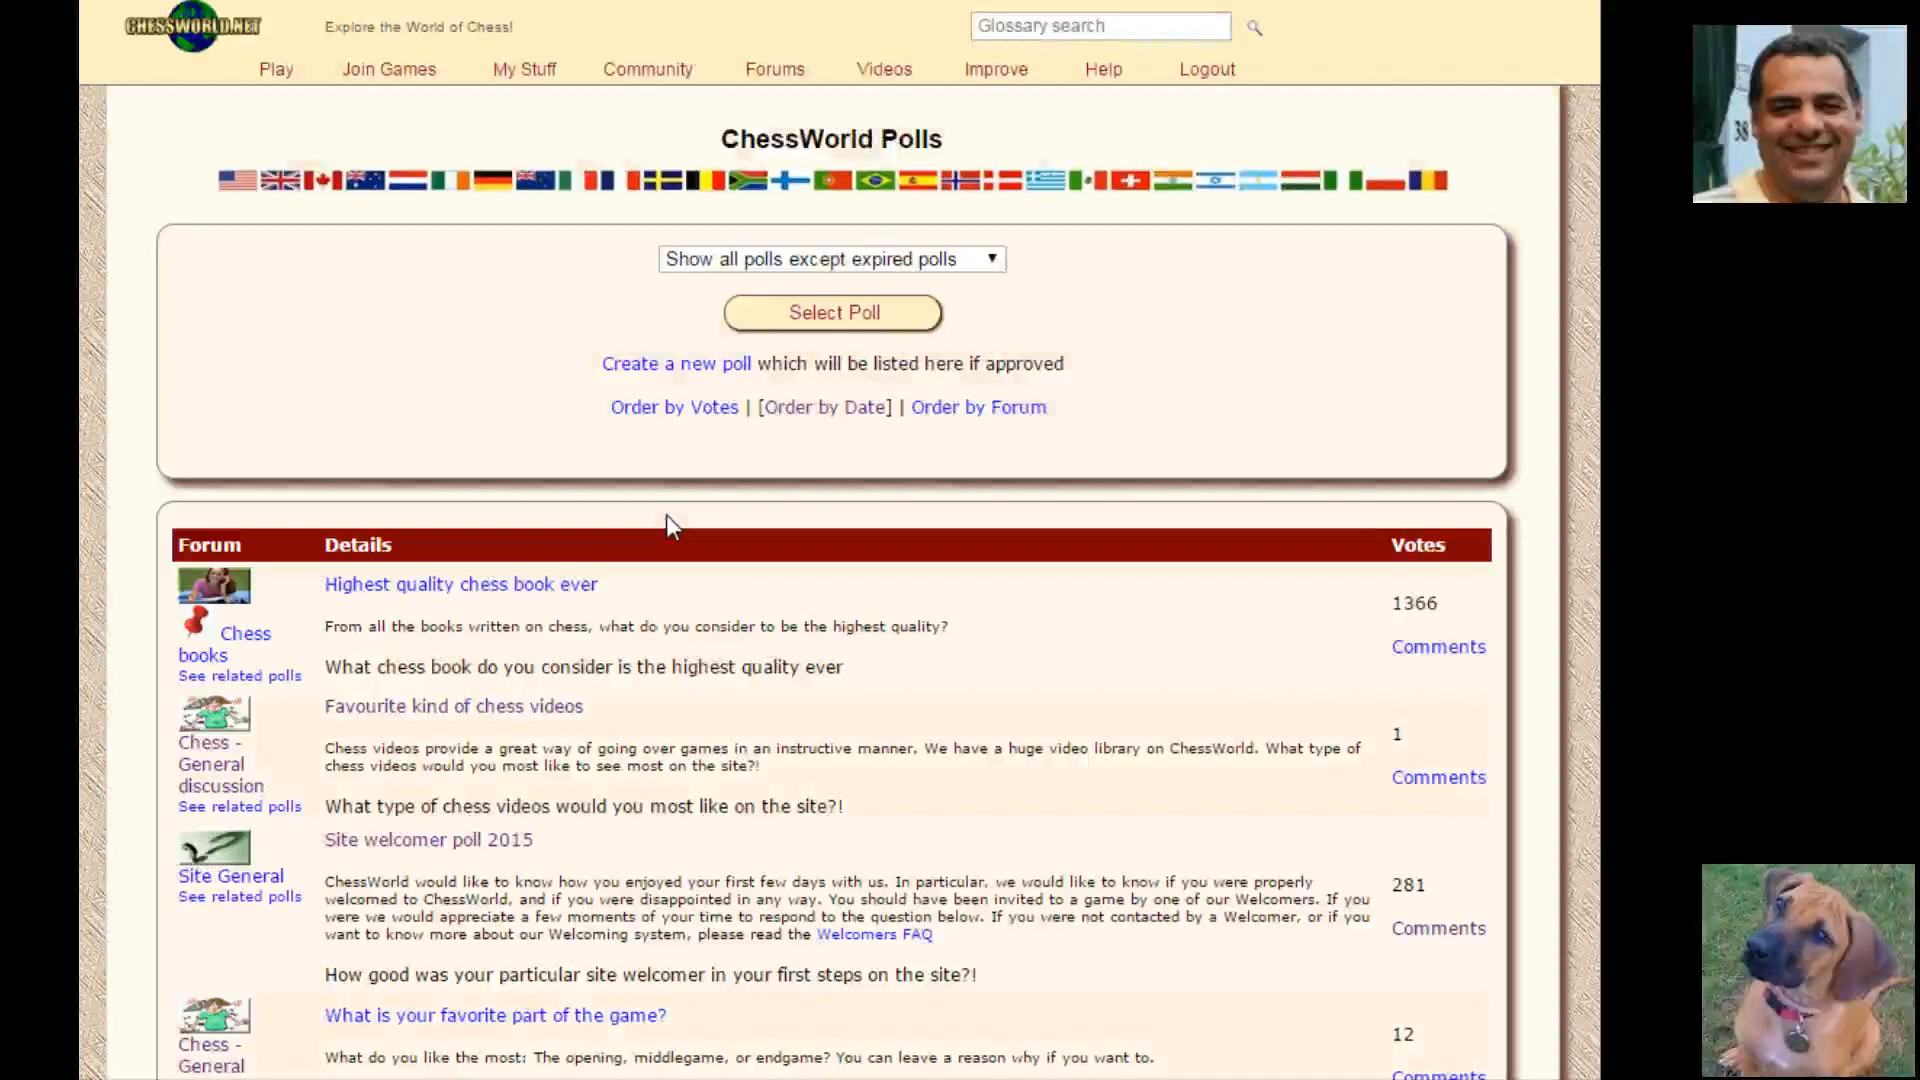 CHESSWORLD.NET
Explore the World of Chess!
Glossary search
Play Join Games My Stuff Community Forums Videos Improve Help Logout
38
ChessWorld Polls
Show all polls except expired polls
Select Poll
Create a new poll which will be listed here if approved
Order by Votes | [Order by Date] | Order by Forum
Forum Details Votes
Highest quality chess book ever
1366
From all the books written on chess, what do you consider to be the highest quality?
Chess
books
Comments
What chess book do you consider is the highest quality ever
See related polls
Favourite kind of chess videos
1
Chess -
General
discussion
Chess videos provide a great way of going over games in an instructive manner. We have a huge video library on ChessWorld. What type of
chess videos would you most like to see most on the site?!
Comments
See related polls
What type of chess videos would you most like on the site?!
Site welcomer poll 2015
Site General
See related polls
281
ChessWorld would like to know how you enjoyed your first few days with us. In particular, we would like to know if you were properly
welcomed to ChessWorld, and if you were disappointed in any way. You should have been invited to a game by one of our Welcomers. If you
were we would appreciate a few moments of your time to respond to the question below. If you were not contacted by a Welcomer, or if you
want to know more about our Welcoming system, please read the Welcomers FAQ
Comments
How good was your particular site welcomer in your first steps on the site?!
What is your favorite part of the game?
12
Chess -
General
What do you like the most: The opening, middlegame, or endgame? You can leave a reason why if you want to.
Comments